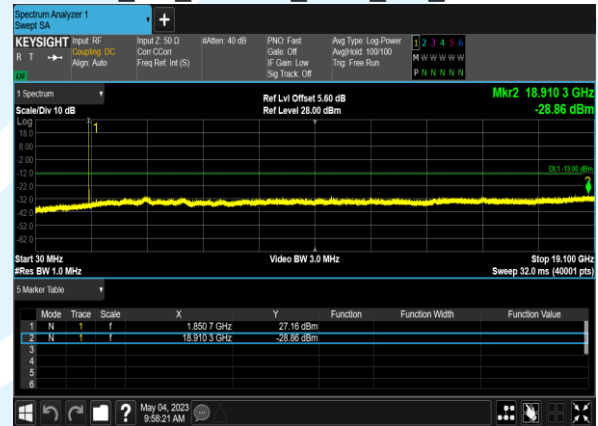 Spectrum Analyzer 1
Swept SA
KEYSIGHT Input: RF Input Z: 50 Ω #Atten: 40 dB PNO: Fast Avg Type: Log-Power 1 2 3 4 5 6
R T Coupling: DC Corr CCorr Gate: Off Avg|Hold: 100/100 M W W W W W
Align: Auto Freq Ref: Int (S) IF Gain: Low Trig: Free Run P N N N N N
Sig Track: Off
1 Spectrum
Scale/Div 10 dB
Ref Lvl Offset 5.60 dB
Ref Level 28.00 dBm
Mkr2 18.910 3 GHz
-28.86 dBm
Log
1
18.0
8.00
-2.00
-12.0
DL1 -13.00 dBm
-22.0
2
-32.0
-42.0
-52.0
-62.0
Start 30 MHz Video BW 3.0 MHz Stop 19.100 GHz
#Res BW 1.0 MHz Sweep 32.0 ms (40001 pts)
5 Marker Table
Mode Trace Scale X Y Function Function Width Function Value
1 N 1 f 1.850 7 GHz 27.16 dBm
2 N 1 f 18.910 3 GHz -28.86 dBm
3
4
5
6
? May 04, 2023
9:58:21 AM